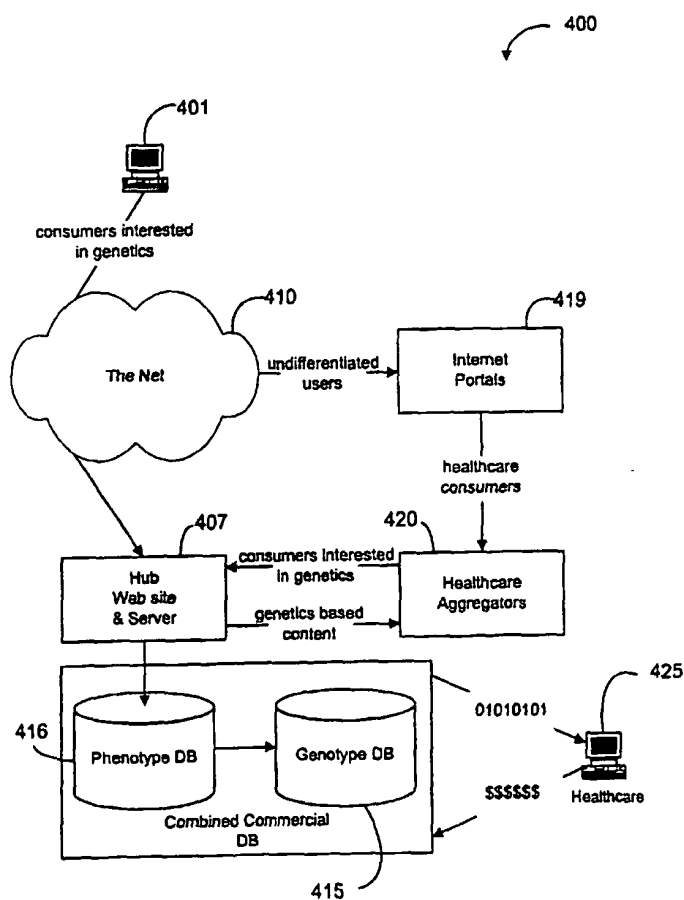 400
401
consumers interested
in genetics
410
419
The Net
undifferentiated
users
Internet
Portals
healthcare
consumers
407
420
Hub
Web site
& Server
consumers interested
in genetics
genetics based
content
Healthcare
Aggregators
425
01010101
416
Phenotype DB
Genotype DB
$$$$$$
Healthcare
Combined Commercial
DB
415